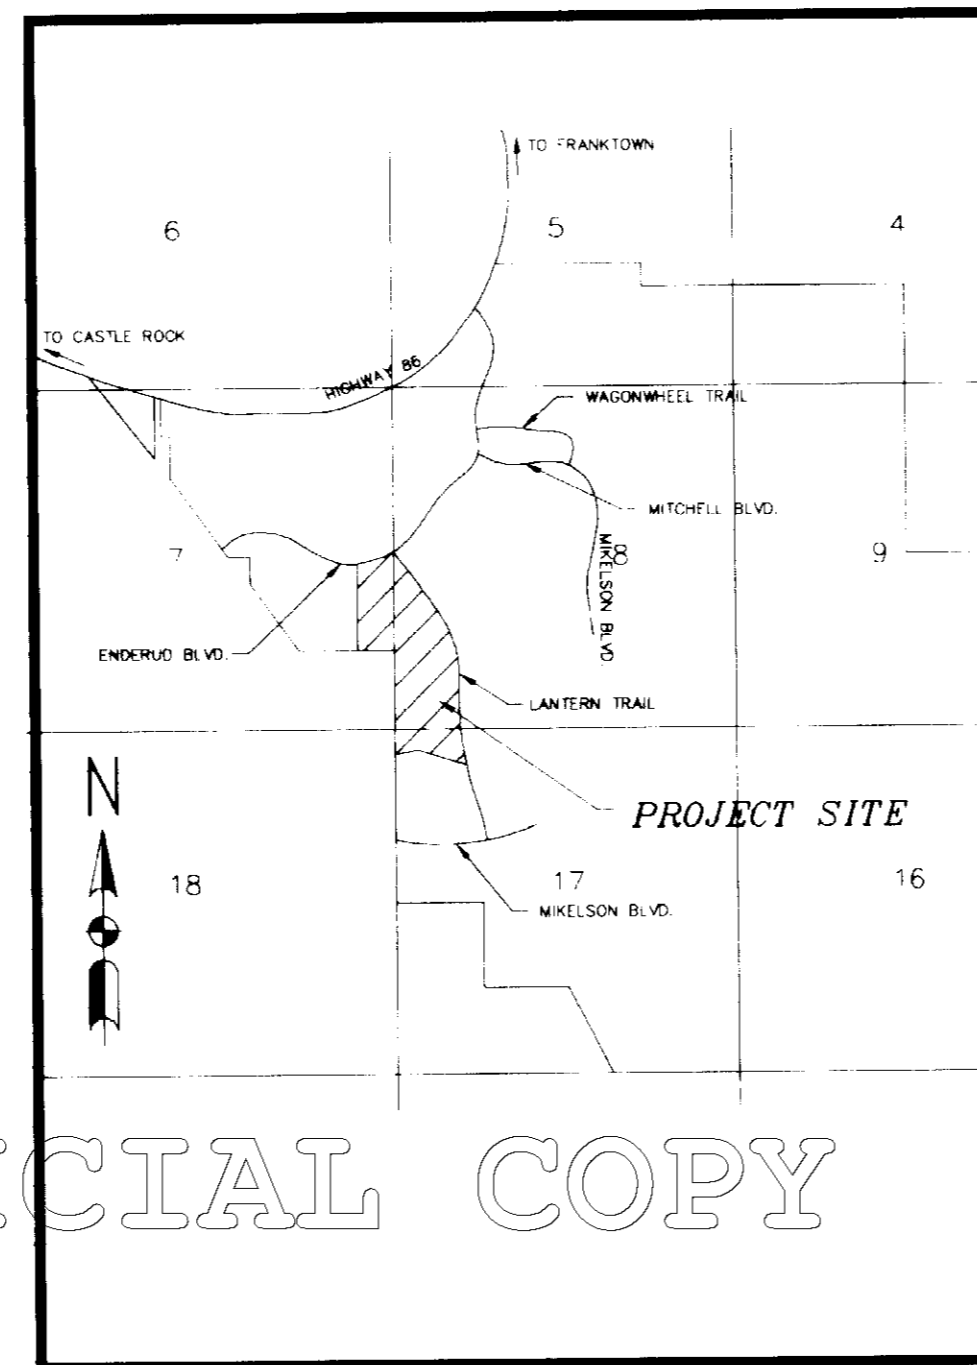 TO FRANKTOWN
6
5
4
TO CASTLE ROCK
HIGHWAY 86
WAGONWHEEL TRAIL
MITCHELL BLVD.
7
8
9
MIKELSON BLVD.
ENDERUD BLVD.
LANTERN TRAIL
N
PROJECT SITE
18
17
16
MIKELSON BLVD.
CIAL COPY